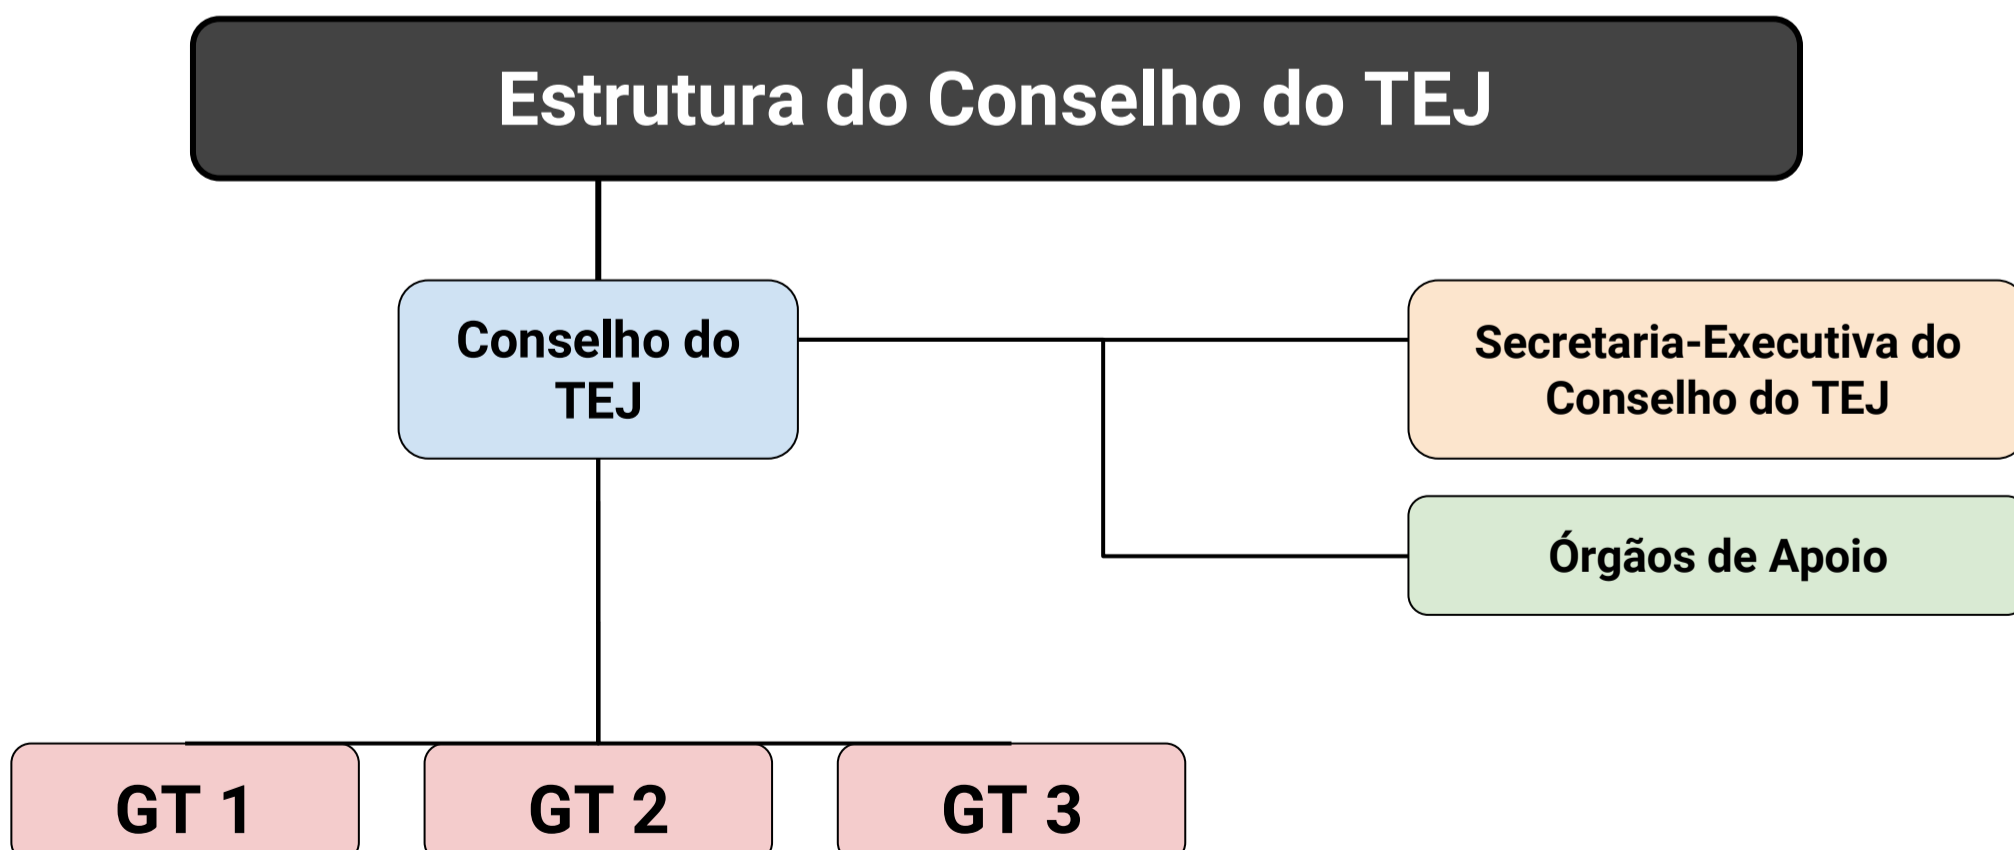 Estrutura do Conselho do TEJ
Conselho do
TEJ
Secretaria-Executiva do
Conselho do TEJ
Órgãos de Apoio
GT 1
GT 2
GT 3